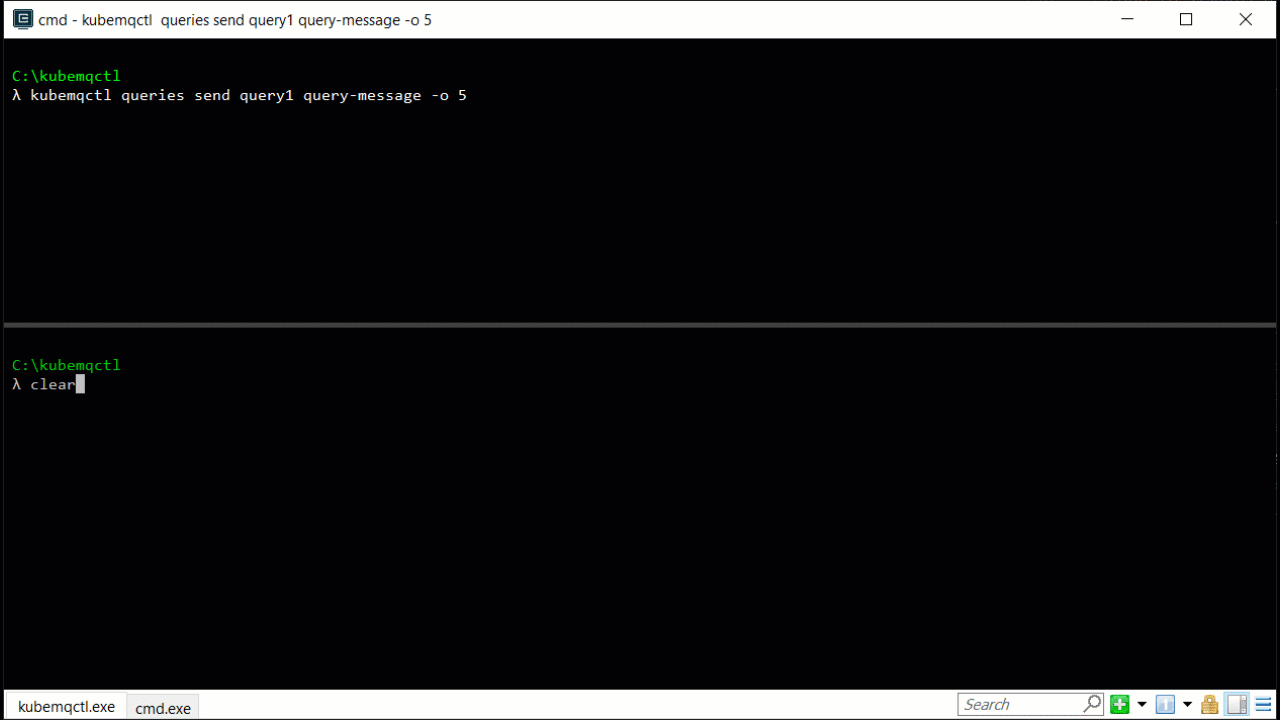 cmd - kubemqctl  queries send query1 query-message -o 5
C:\kubemqctl
λ kubemqctl queries send query1 query-message -o 5
C:\kubemqctl
λ clear
kubemqctl.exe
cmd.exe
Search